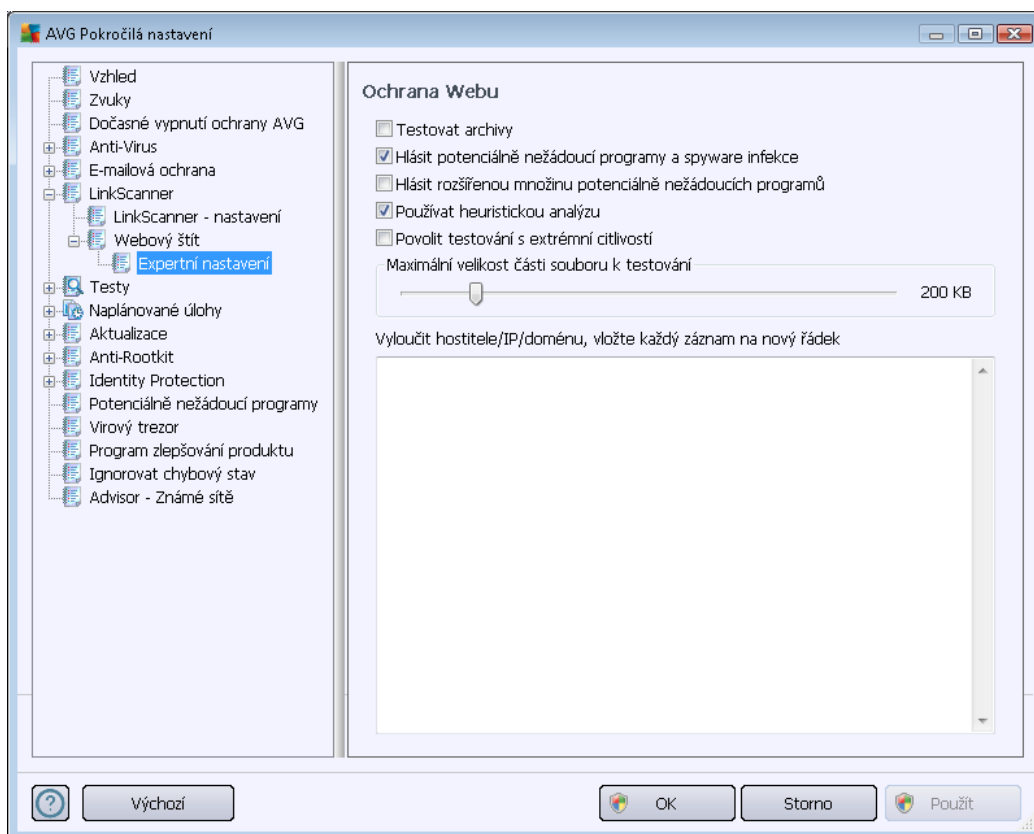 AVG Pokročilá nastavení
Vzhled
Zvuky
Dočasné vypnutí ochrany AVG
Anti-Virus
E-mailová ochrana
LinkScanner
LinkScanner - nastavení
Webový štít
Expertní nastavení
Testy
Naplánované úlohy
Aktualizace
Anti-Rootkit
Identity Protection
Potenciálně nežádoucí programy
Virový trezor
Program zlepšování produktu
Ignorovat chybový stav
Advisor - Známé sítě
Ochrana Webu
Testovat archivy
Hlásit potenciálně nežádoucí programy a spyware infekce
Hlásit rozšířenou množinu potenciálně nežádoucích programů
Používat heuristickou analýzu
Povolit testování s extrémní citlivostí
Maximální velikost části souboru k testování
200 KB
Vyloučit hostitele/IP/doménu, vložte každý záznam na nový řádek
Výchozí
OK
Storno
Použít